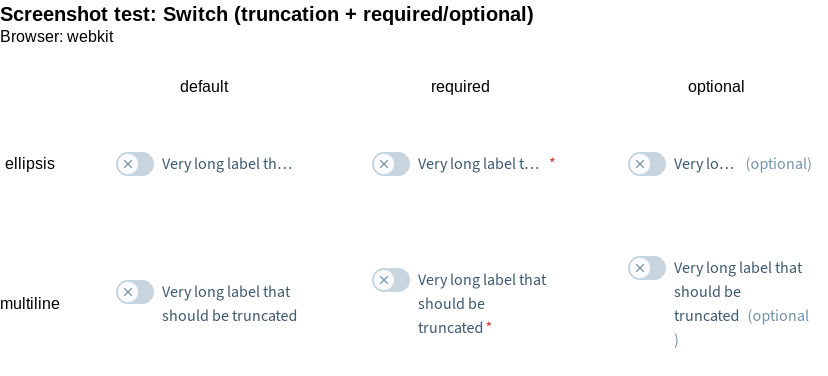 Screenshot test: Switch (truncation + required/optional)
Browser: webkit
default required optional
ellipsis Very long label th… Very long label t… * Very lo… (optional)
multiline
Very long label that
should be truncated
Very long label that
should be
truncated *
Very long label that
should be
truncated (optional
)